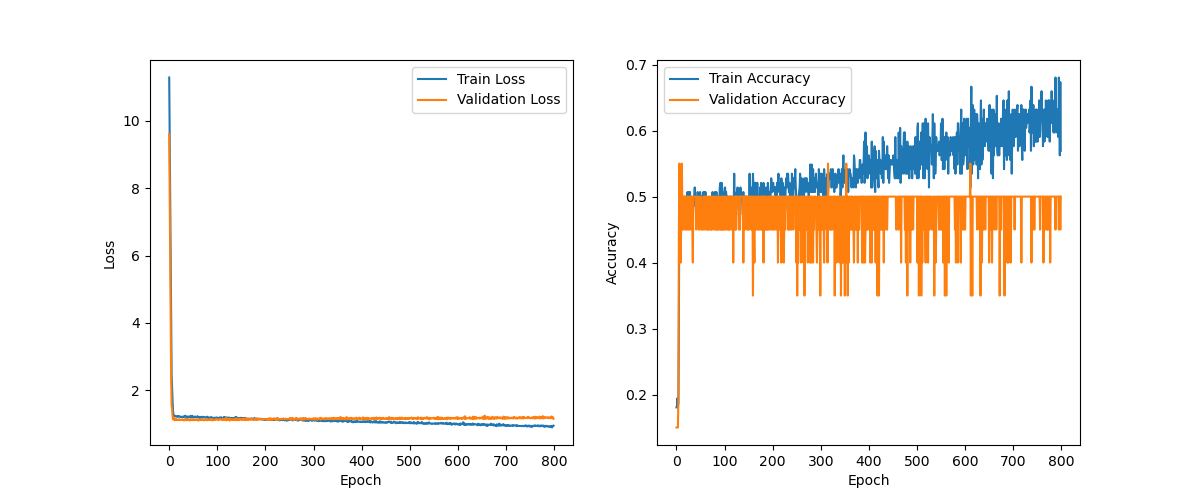 Train Loss
Validation Loss
10
8
6
4
2
Loss
0 100 200 300 400 500 600 700 800
Epoch
Train Accuracy
Validation Accuracy
0.7
0.6
0.5
0.4
0.3
0.2
Accuracy
0 100 200 300 400 500 600 700 800
Epoch